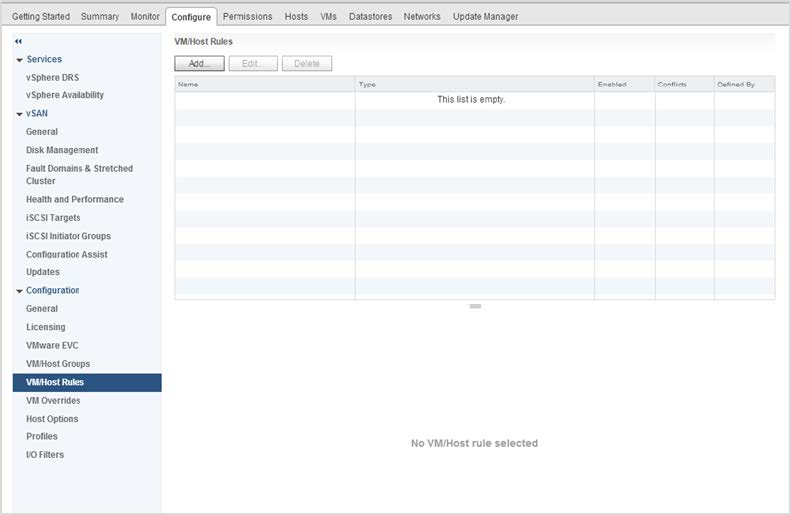 Getting Started Summary Monitor Configure Permissions Hosts VMs Datastores Networks Update Manager
Services
vSphere DRS
vSphere Availability
vSAN
General
Disk Management
Fault Domains & Stretched
Cluster
Health and Performance
iSCSI Targets
iSCSI Initiator Groups
Configuration Assist
Updates
Configuration
General
Licensing
VMware EVC
VM/Host Groups
VM/Host Rules
VM Overrides
Host Options
Profiles
I/O Filters
VM/Host Rules
Add... Edit... Delete
Name Type Enabled Conflicts Defined By
This list is empty.
No VM/Host rule selected